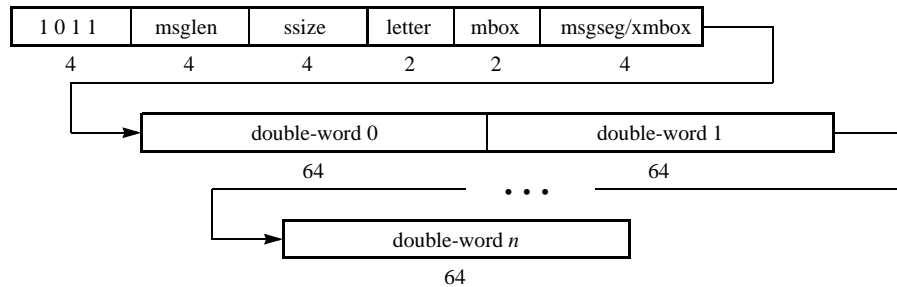 1 0 1 1 msglen ssize letter mbox msgseg/xmbox
4 4 4 2 2 4
double-word 0 double-word 1
64 64
• • •
double-word n
64